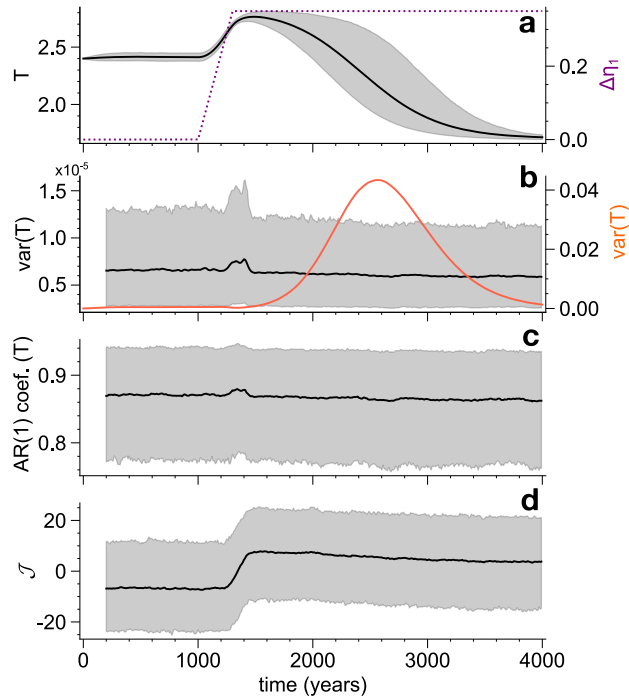 a
2.5
2.0
T
0.2
0.0
Δη₁
x10⁻⁵
b
1.5
1.0
0.5
var(T)
0.04
0.02
0.00
var(T)
c
0.9
0.8
AR(1) coef. (T)
d
20
0
-20
𝒥
0 1000 2000 3000 4000
time (years)